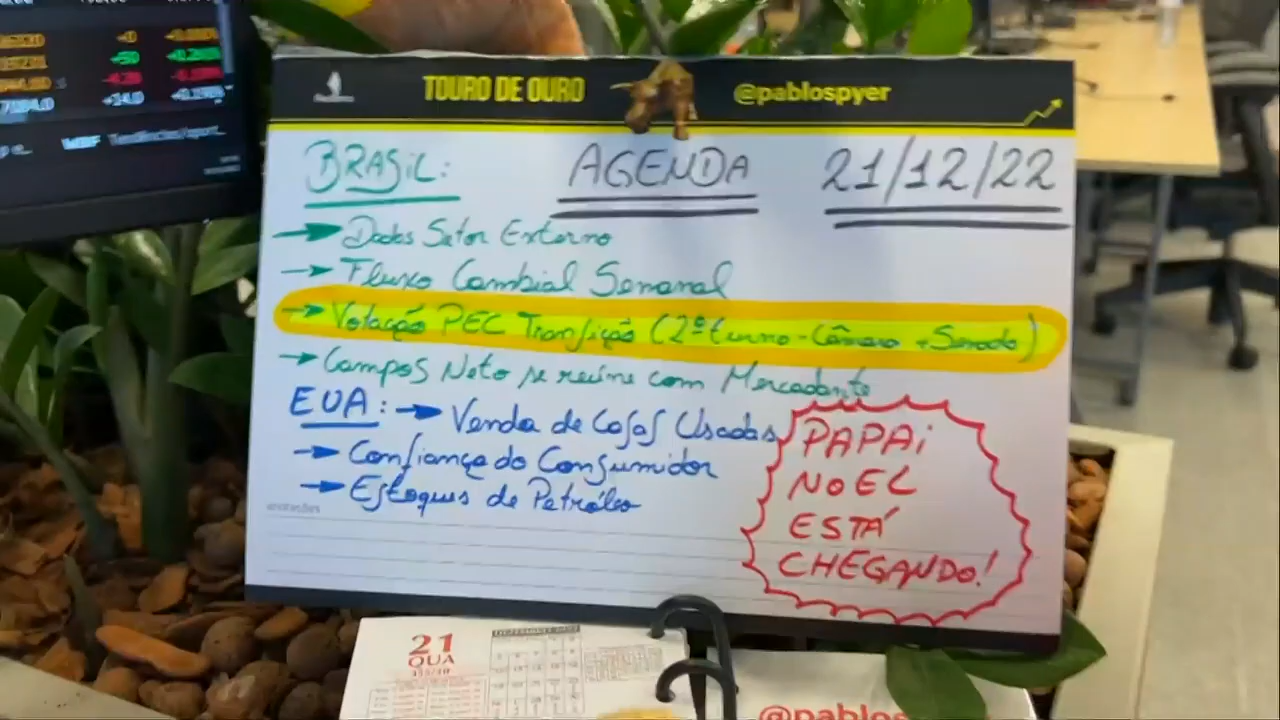 TOURO DE OURO
@pablospyer
BRASIL:
AGENDA
21/12/22
→ Dados Setor Externo
→ Fluxo Cambial Semanal
→ Votação PEC Transição (2º turno - Câmara + Senado)
→ Campos Neto se reúne com Mercadante
EUA: → Venda de Casas Usadas
→ Confiança do Consumidor
→ Estoques de Petróleo
PAPAI
NOEL
ESTÁ
CHEGANDO!
anotações
21
QUA
@pablos